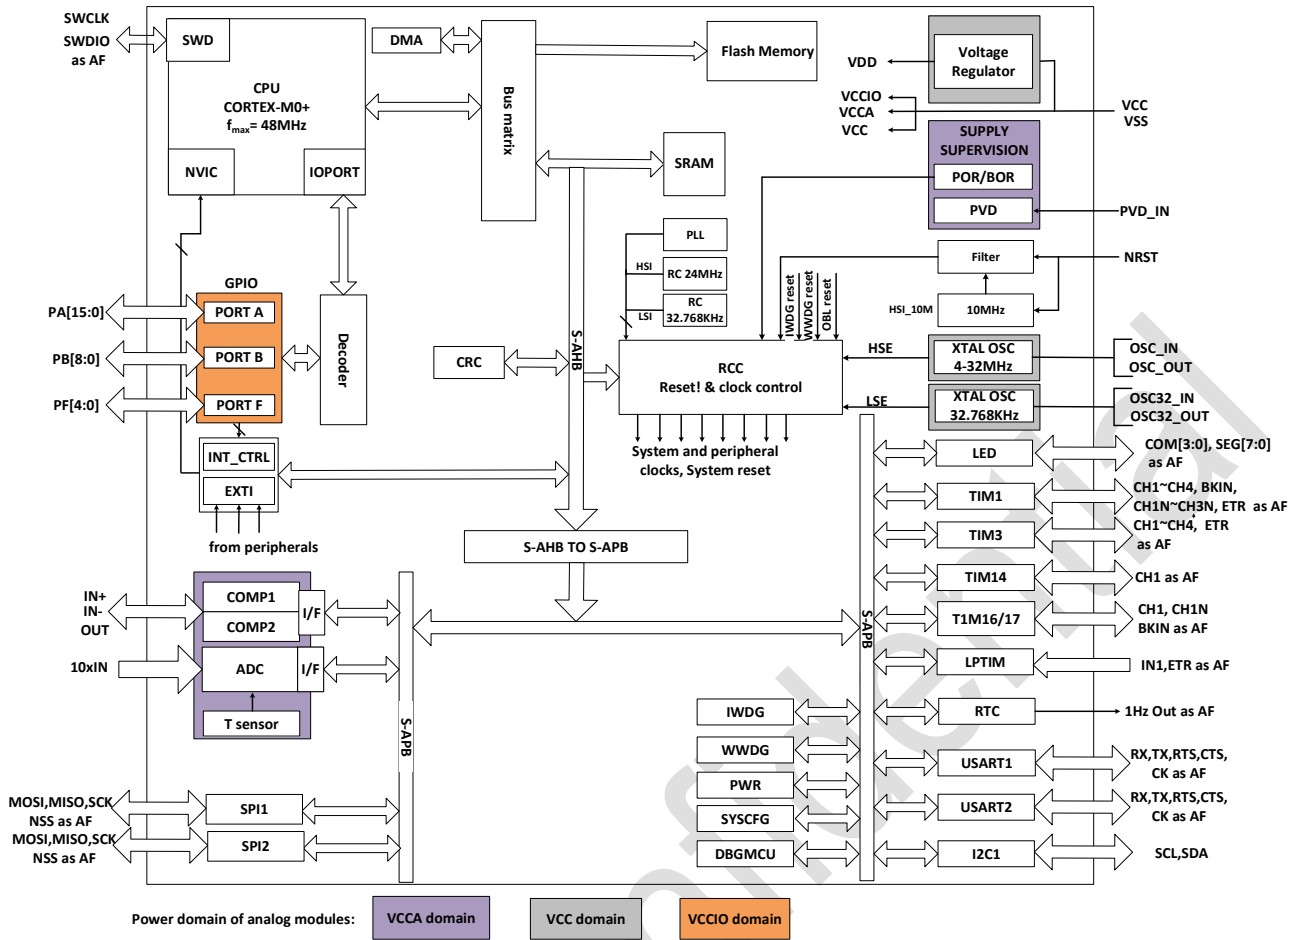 SWCLK
SWDIO
as AF
SWD
CPU
CORTEX-M0+
fmax= 48MHz
NVIC
IOPORT
DMA
Bus matrix
Flash Memory
SRAM
VDD
Voltage
Regulator
VCCIO
VCCA
VCC
VCC
VSS
SUPPLY
SUPERVISION
POR/BOR
PVD
PVD_IN
PLL
HSI
RC 24MHz
LSI
RC
32.768KHz
Filter
NRST
HSI_10M
10MHz
IWDG reset
WWDG reset
OBL reset
GPIO
PA[15:0]
PORT A
PB[8:0]
PORT B
PF[4:0]
PORT F
Decoder
CRC
S-AHB
RCC
Reset! & clock control
HSE
XTAL OSC
4-32MHz
OSC_IN
OSC_OUT
LSE
XTAL OSC
32.768KHz
OSC32_IN
OSC32_OUT
System and peripheral
clocks, System reset
INT_CTRL
EXTI
from peripherals
S-AHB TO S-APB
LED
COM[3:0], SEG[7:0]
as AF
TIM1
CH1~CH4, BKIN,
CH1N~CH3N, ETR as AF
TIM3
CH1~CH4, ETR
as AF
TIM14
CH1 as AF
T1M16/17
CH1, CH1N
BKIN as AF
LPTIM
IN1,ETR as AF
RTC
1Hz Out as AF
USART1
RX,TX,RTS,CTS,
CK as AF
USART2
RX,TX,RTS,CTS,
CK as AF
I2C1
SCL,SDA
S-APB
IWDG
WWDG
PWR
SYSCFG
DBGMCU
IN+
IN-
OUT
COMP1
COMP2
I/F
10xIN
ADC
I/F
T sensor
S-APB
MOSI,MISO,SCK
NSS as AF
SPI1
MOSI,MISO,SCK
NSS as AF
SPI2
Power domain of analog modules:
VCCA domain
VCC domain
VCCIO domain
nfidential